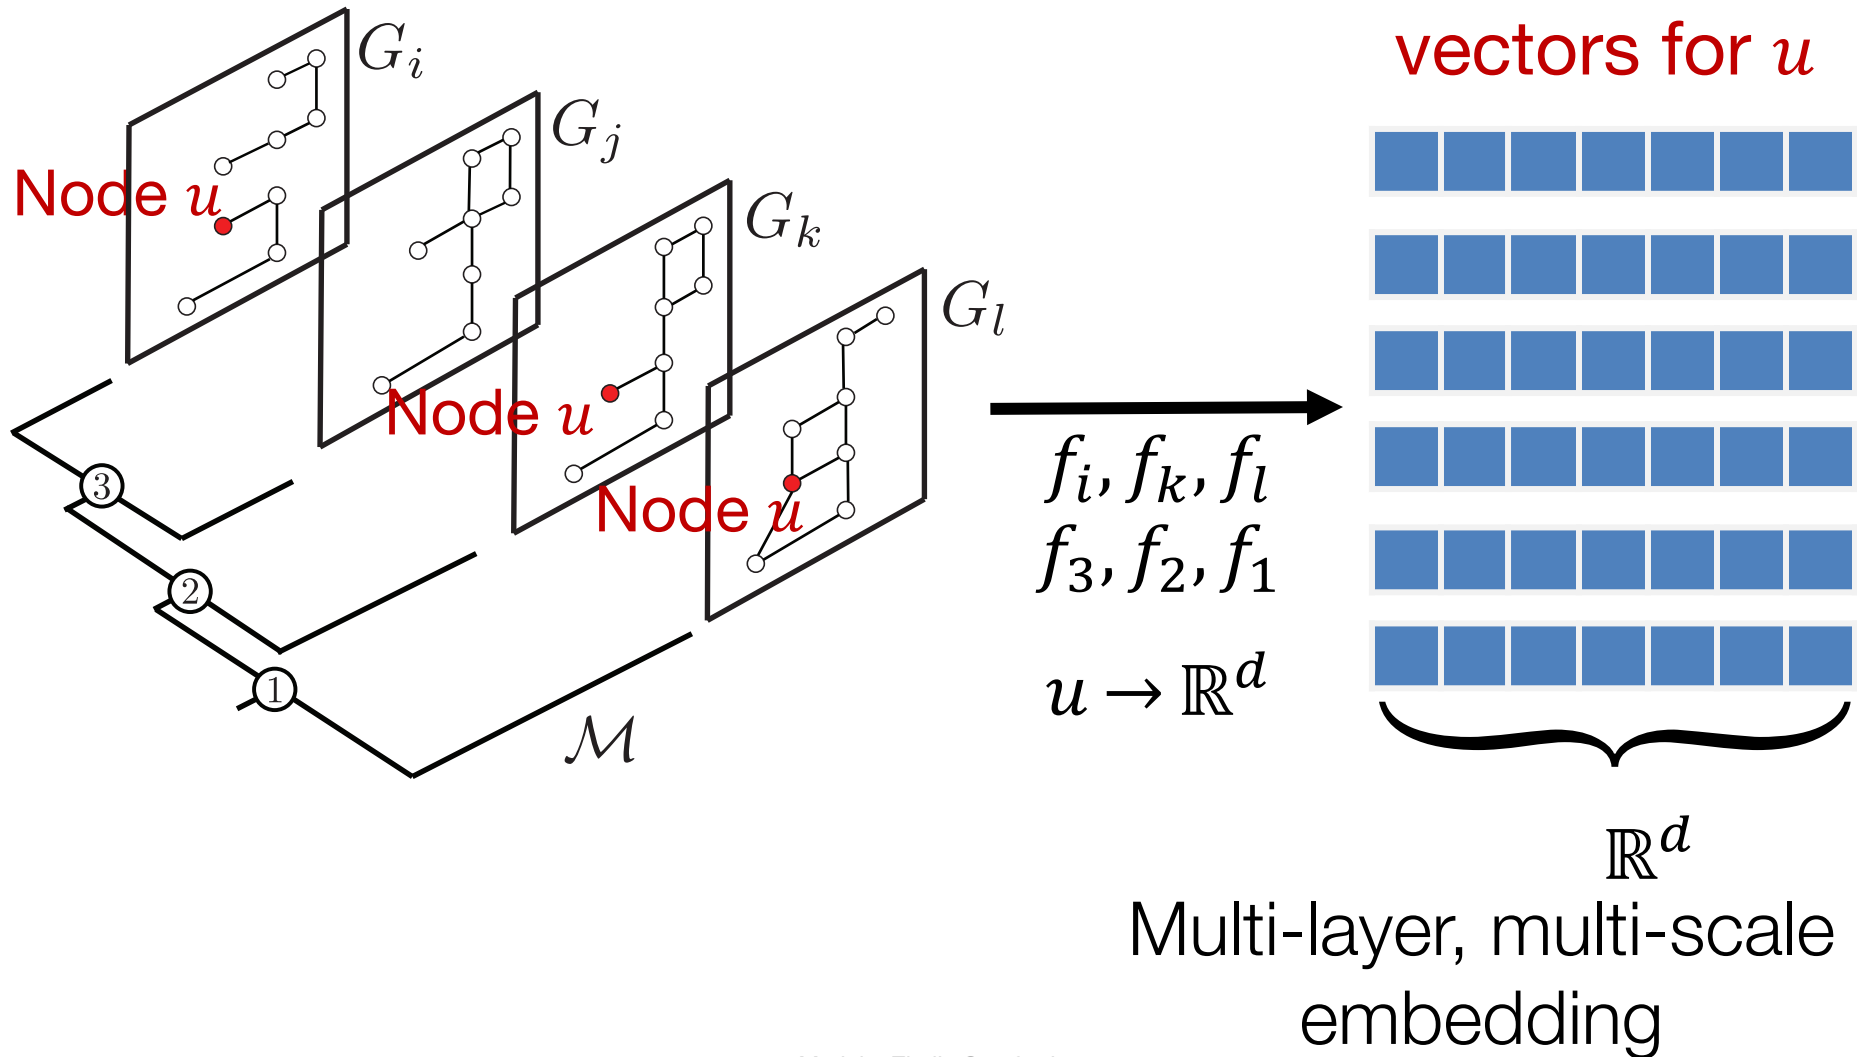 G_i
G_j
G_k
G_l
Node u
Node u
Node u
3
2
1
ℳ
f_i, f_k, f_l
f_3, f_2, f_1
u → ℝ^d
vectors for u
ℝ^d
Multi-layer, multi-scale
embedding